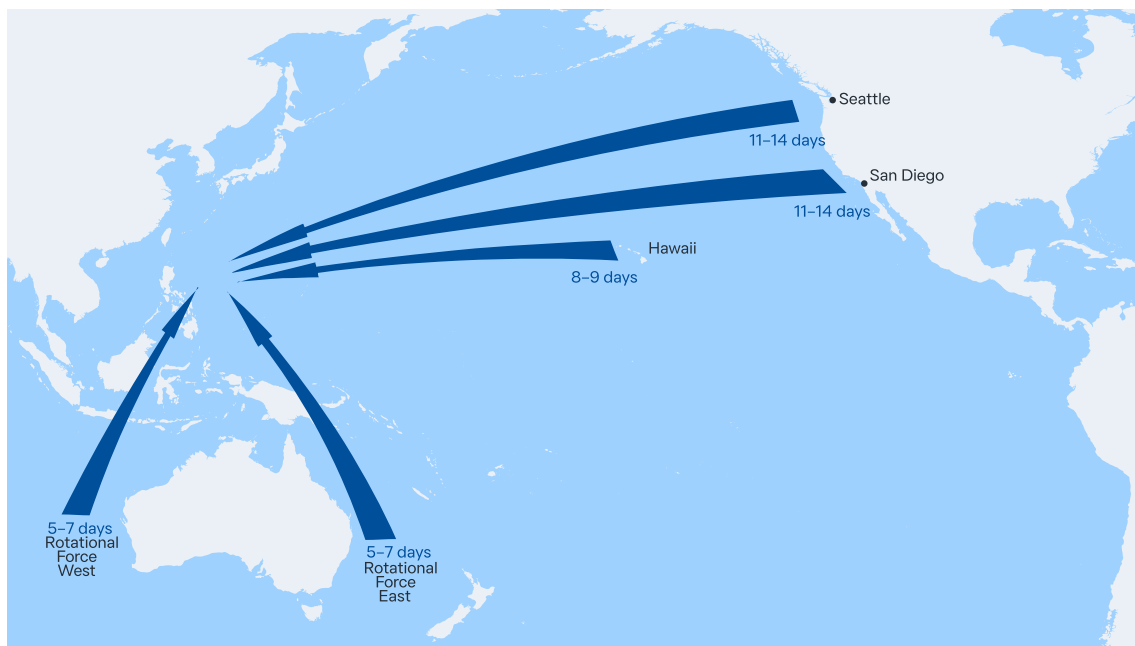 Seattle
11–14 days
San Diego
11–14 days
Hawaii
8–9 days
5–7 days
Rotational
Force
West
5–7 days
Rotational
Force
East